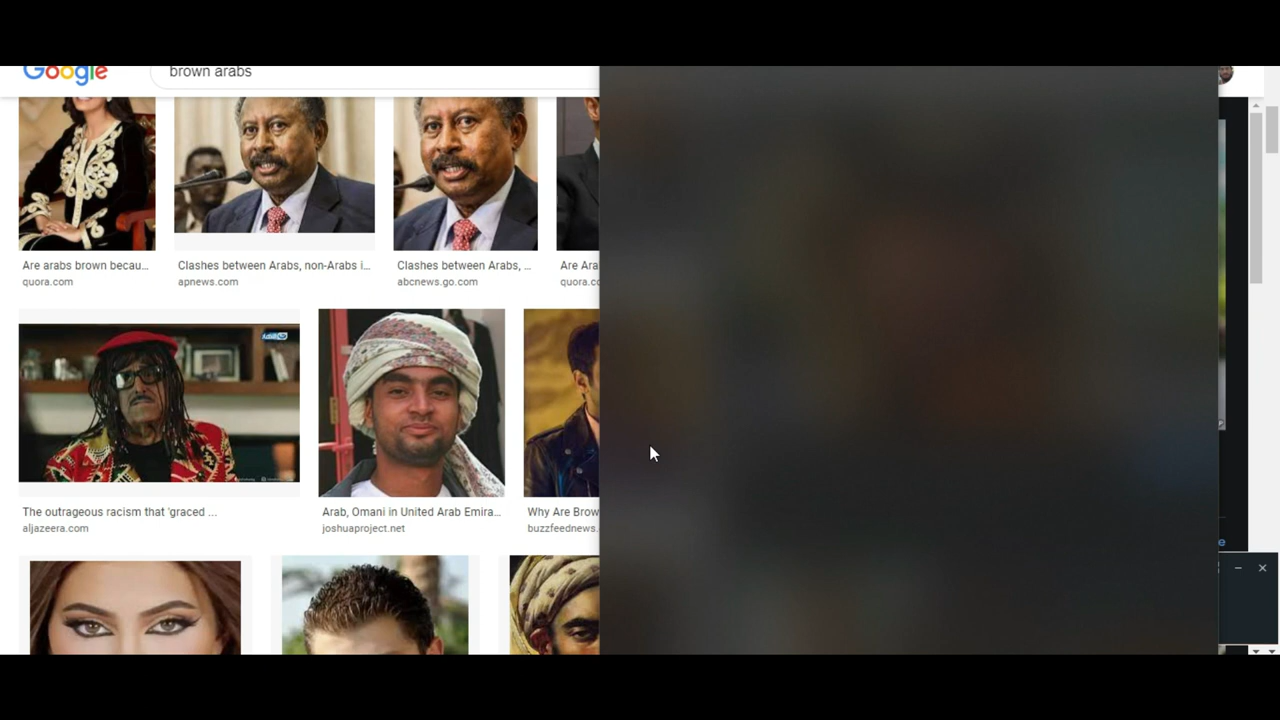 Google
brown arabs
Are arabs brown becau...
quora.com
Clashes between Arabs, non-Arabs i...
apnews.com
Clashes between Arabs, ...
abcnews.go.com
Are Ara
quora.co
The outrageous racism that 'graced ...
aljazeera.com
Arab, Omani in United Arab Emira...
joshuaproject.net
Why Are Brow
buzzfeednews.
e